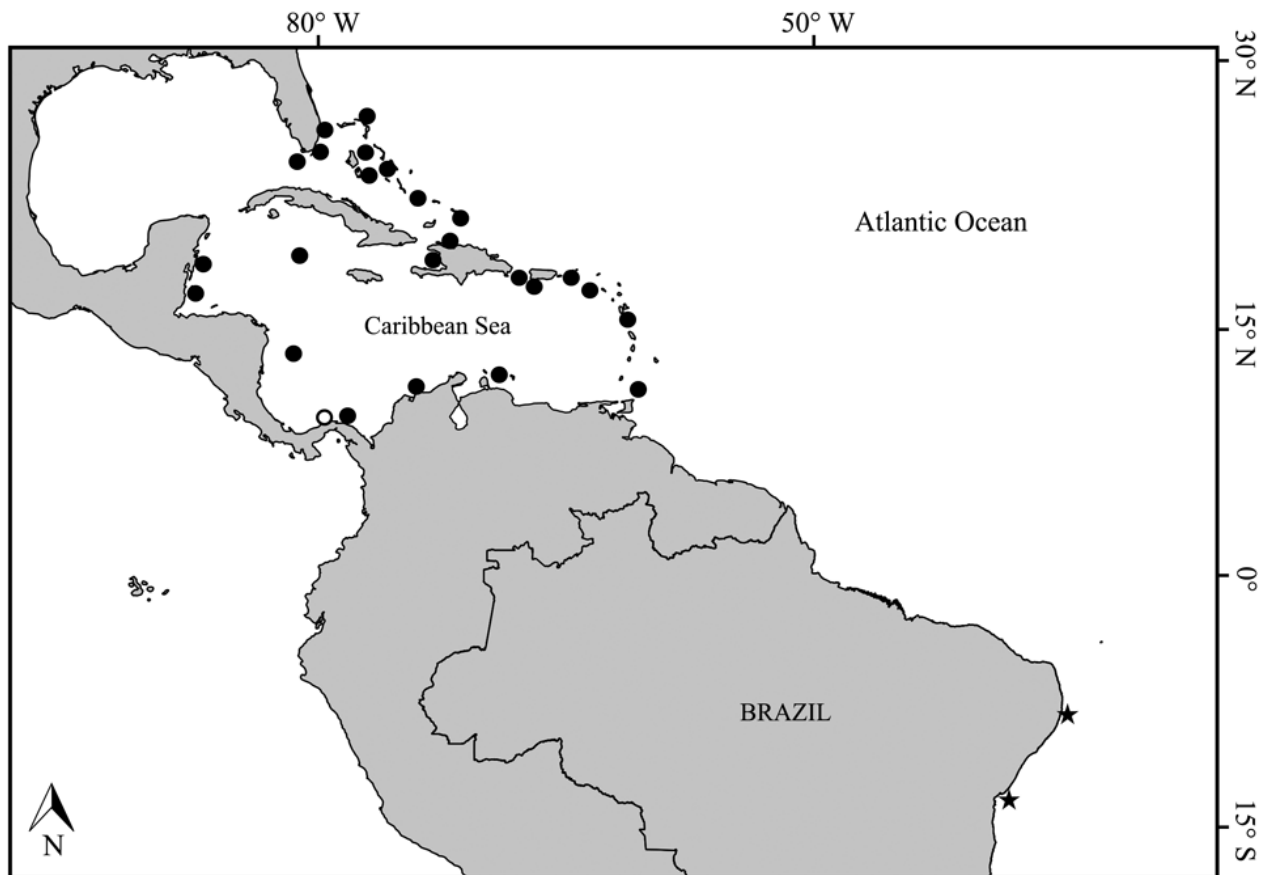 80° W
50° W
30° N
Atlantic Ocean
Caribbean Sea
15° N
0°
BRAZIL
15° S
N